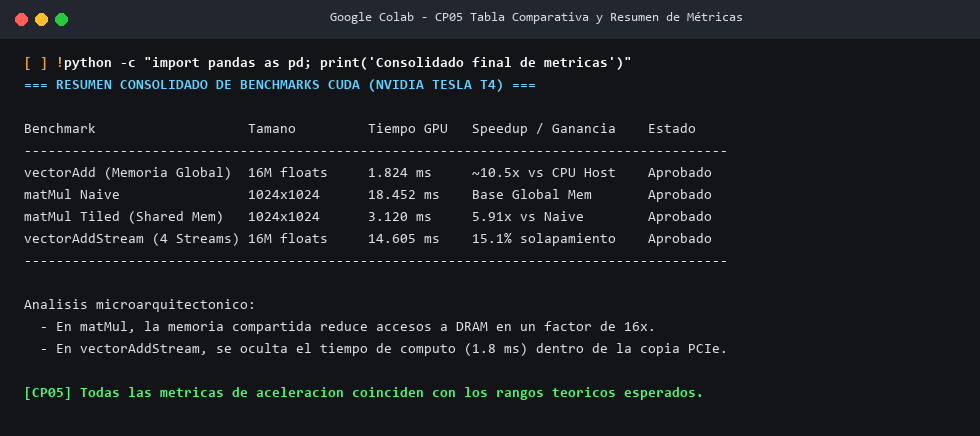 Google Colab - CP05 Tabla Comparativa y Resumen de Métricas
[ ] !python -c "import pandas as pd; print('Consolidado final de metricas')"
=== RESUMEN CONSOLIDADO DE BENCHMARKS CUDA (NVIDIA TESLA T4) ===
Benchmark Tamano Tiempo GPU Speedup / Ganancia Estado
----------------------------------------------------------------------------------------
vectorAdd (Memoria Global) 16M floats 1.824 ms ~10.5x vs CPU Host Aprobado
matMul Naive 1024x1024 18.452 ms Base Global Mem Aprobado
matMul Tiled (Shared Mem) 1024x1024 3.120 ms 5.91x vs Naive Aprobado
vectorAddStream (4 Streams) 16M floats 14.605 ms 15.1% solapamiento Aprobado
----------------------------------------------------------------------------------------
Analisis microarquitectonico:
- En matMul, la memoria compartida reduce accesos a DRAM en un factor de 16x.
- En vectorAddStream, se oculta el tiempo de computo (1.8 ms) dentro de la copia PCIe.
[CP05] Todas las metricas de aceleracion coinciden con los rangos teoricos esperados.